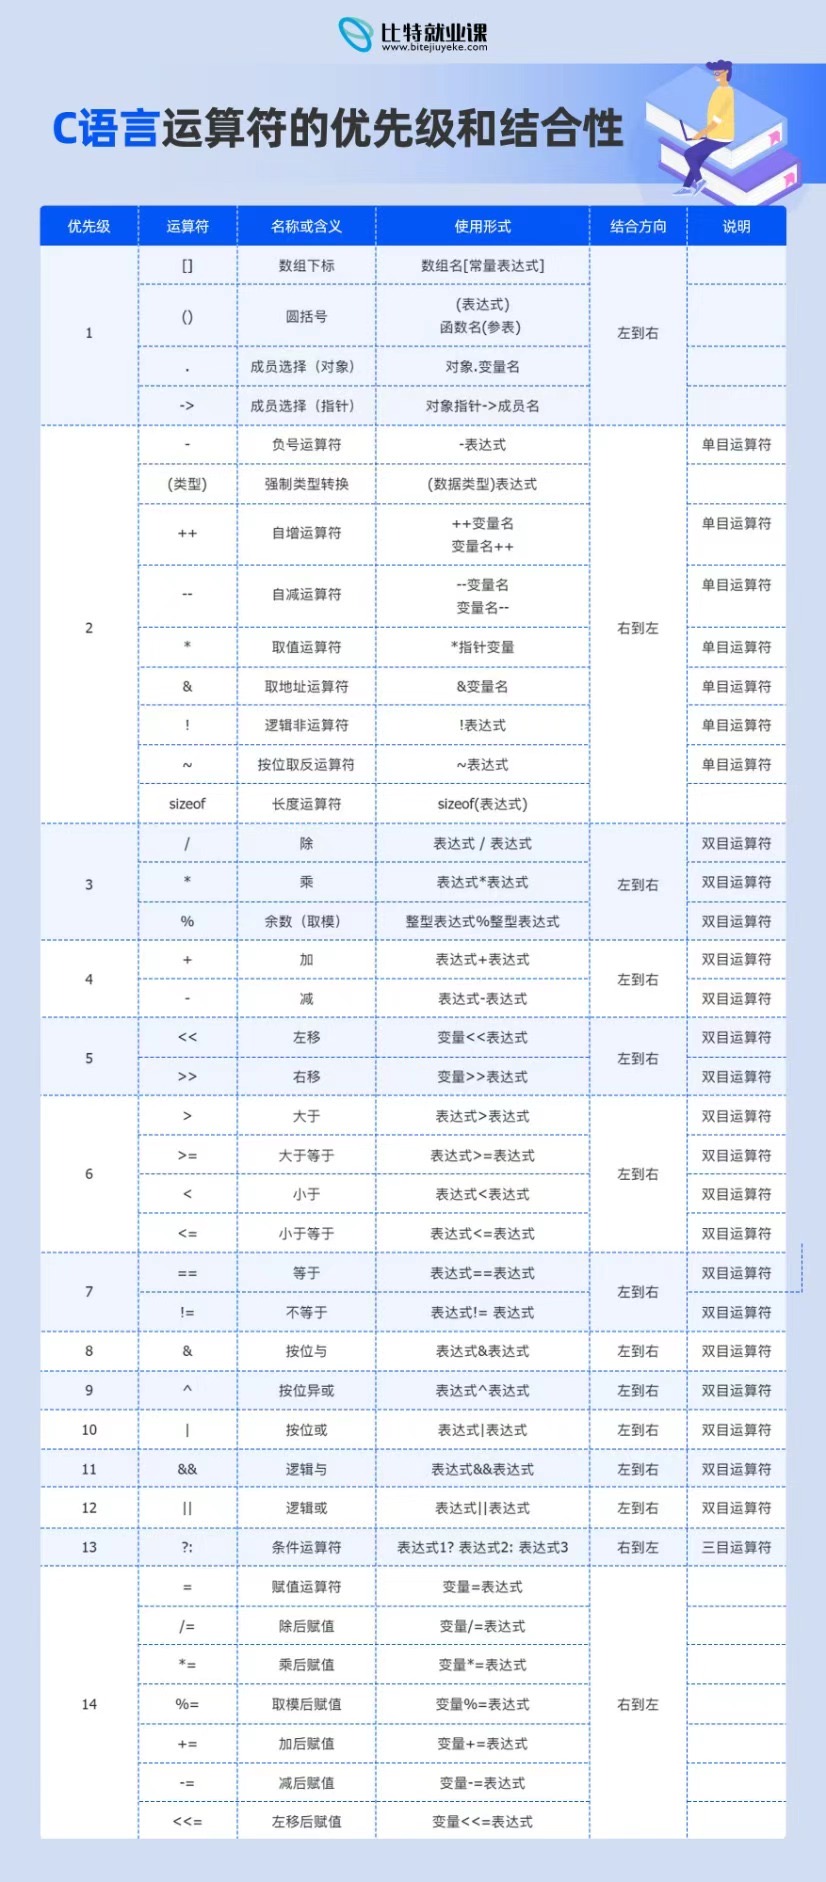 比特就业课
www.bitejiuyeke.com
C语言运算符的优先级和结合性
优先级 运算符 名称或含义 使用形式 结合方向 说明
1 左到右
[] 数组下标 数组名[常量表达式]
() 圆括号 (表达式)
函数名(参表)
. 成员选择（对象） 对象.变量名
-> 成员选择（指针） 对象指针->成员名
2 右到左
- 负号运算符 -表达式 单目运算符
(类型) 强制类型转换 (数据类型)表达式
++ 自增运算符 ++变量名 单目运算符
变量名++
-- 自减运算符 --变量名 单目运算符
变量名--
* 取值运算符 *指针变量 单目运算符
& 取地址运算符 &变量名 单目运算符
! 逻辑非运算符 !表达式 单目运算符
~ 按位取反运算符 ~表达式 单目运算符
sizeof 长度运算符 sizeof(表达式)
3 左到右
/ 除 表达式 / 表达式 双目运算符
* 乘 表达式*表达式 双目运算符
% 余数（取模） 整型表达式%整型表达式 双目运算符
4 左到右
+ 加 表达式+表达式 双目运算符
- 减 表达式-表达式 双目运算符
5 左到右
<< 左移 变量<<表达式 双目运算符
>> 右移 变量>>表达式 双目运算符
6 左到右
> 大于 表达式>表达式 双目运算符
>= 大于等于 表达式>=表达式 双目运算符
< 小于 表达式<表达式 双目运算符
<= 小于等于 表达式<=表达式 双目运算符
7 左到右
== 等于 表达式==表达式 双目运算符
!= 不等于 表达式!= 表达式 双目运算符
8 & 按位与 表达式&表达式 左到右 双目运算符
9 ^ 按位异或 表达式^表达式 左到右 双目运算符
10 | 按位或 表达式|表达式 左到右 双目运算符
11 && 逻辑与 表达式&&表达式 左到右 双目运算符
12 || 逻辑或 表达式||表达式 左到右 双目运算符
13 ?: 条件运算符 表达式1? 表达式2: 表达式3 右到左 三目运算符
14 右到左
= 赋值运算符 变量=表达式
/= 除后赋值 变量/=表达式
*= 乘后赋值 变量*=表达式
%= 取模后赋值 变量%=表达式
+= 加后赋值 变量+=表达式
-= 减后赋值 变量-=表达式
<<= 左移后赋值 变量<<=表达式